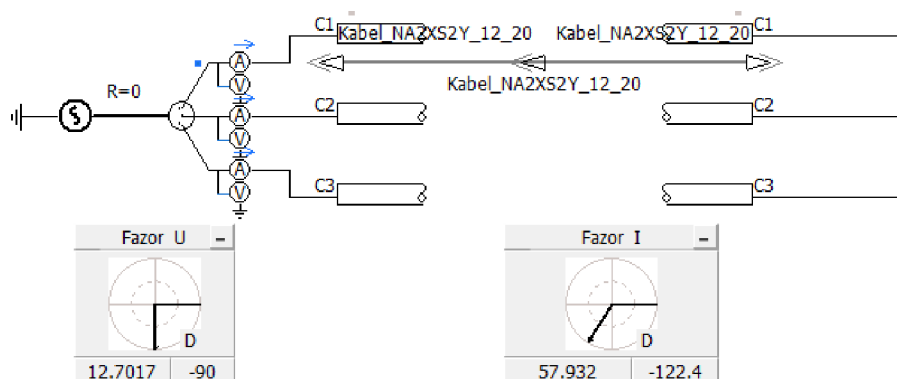 C1
Kabel_NA2XS2Y_12_20
Kabel_NA2XS2Y_12_20
C1
A
V
Kabel_NA2XS2Y_12_20
R=0
C2
C2
A
V
C3
C3
A
V
Fazor U
Fazor I
D
D
12.7017 -90
57.932 -122.4